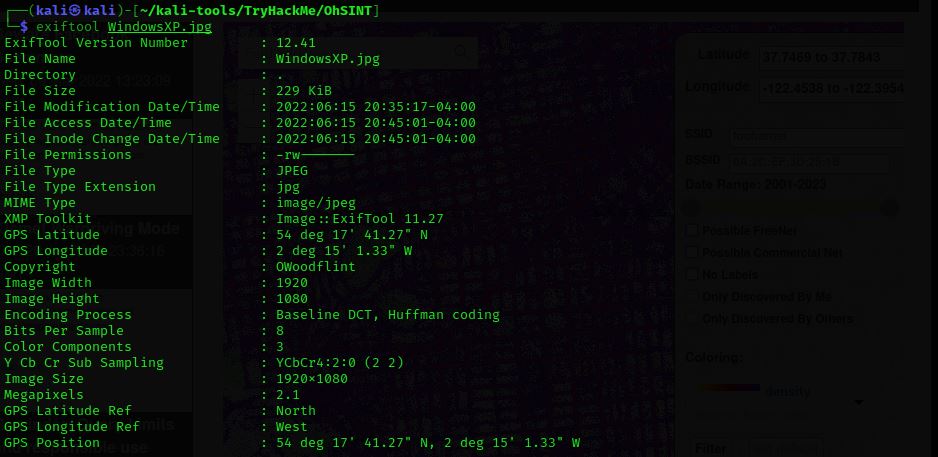 (kali㉿kali)-[~/kali-tools/TryHackMe/OhSINT]
$ exiftool WindowsXP.jpg
ExifTool Version Number : 12.41
File Name : WindowsXP.jpg
Directory : .
File Size : 229 KiB
File Modification Date/Time : 2022:06:15 20:35:17-04:00
File Access Date/Time : 2022:06:15 20:45:01-04:00
File Inode Change Date/Time : 2022:06:15 20:45:01-04:00
File Permissions : -rw-------
File Type : JPEG
File Type Extension : jpg
MIME Type : image/jpeg
XMP Toolkit : Image::ExifTool 11.27
GPS Latitude : 54 deg 17' 41.27" N
GPS Longitude : 2 deg 15' 1.33" W
Copyright : OWoodflint
Image Width : 1920
Image Height : 1080
Encoding Process : Baseline DCT, Huffman coding
Bits Per Sample : 8
Color Components : 3
Y Cb Cr Sub Sampling : YCbCr4:2:0 (2 2)
Image Size : 1920×1080
Megapixels : 2.1
GPS Latitude Ref : North
GPS Longitude Ref : West
GPS Position : 54 deg 17' 41.27" N, 2 deg 15' 1.33" W
Latitude 37.7469 to 37.7843
Longitude -122.4538 to -122.3954
SSID
BSSID
Date Range: 2001-2023
Possible FreeNet
Possible Commercial Net
No Labels
Only Discovered By Me
Only Discovered By Others
Coloring:
density
Filter